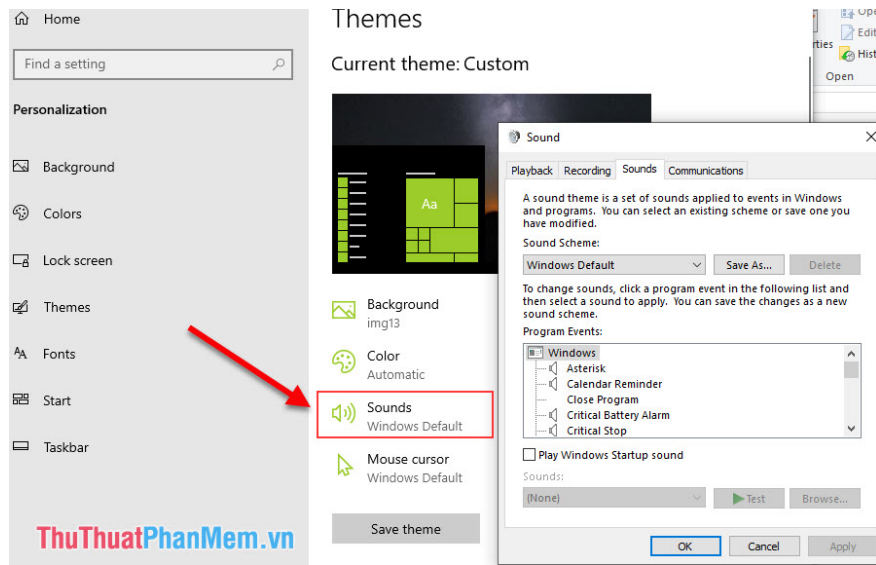 Home
Find a setting
Personalization
Background
Colors
Lock screen
Themes
Fonts
Start
Taskbar
ThuThuatPhanMem.vn
Themes
Current theme: Custom
Aa
Background
img13
Color
Automatic
Sounds
Windows Default
Mouse cursor
Windows Default
Save theme
Open
Sound
Playback Recording Sounds Communications
A sound theme is a set of sounds applied to events in Windows
and programs. You can select an existing scheme or save one you
have modified.
Sound Scheme:
Windows Default Save As... Delete
To change sounds, click a program event in the following list and
then select a sound to apply. You can save the changes as a new
sound scheme.
Program Events:
Windows
Asterisk
Calendar Reminder
Close Program
Critical Battery Alarm
Critical Stop
Play Windows Startup sound
Sounds:
(None) Test Browse...
OK Cancel Apply